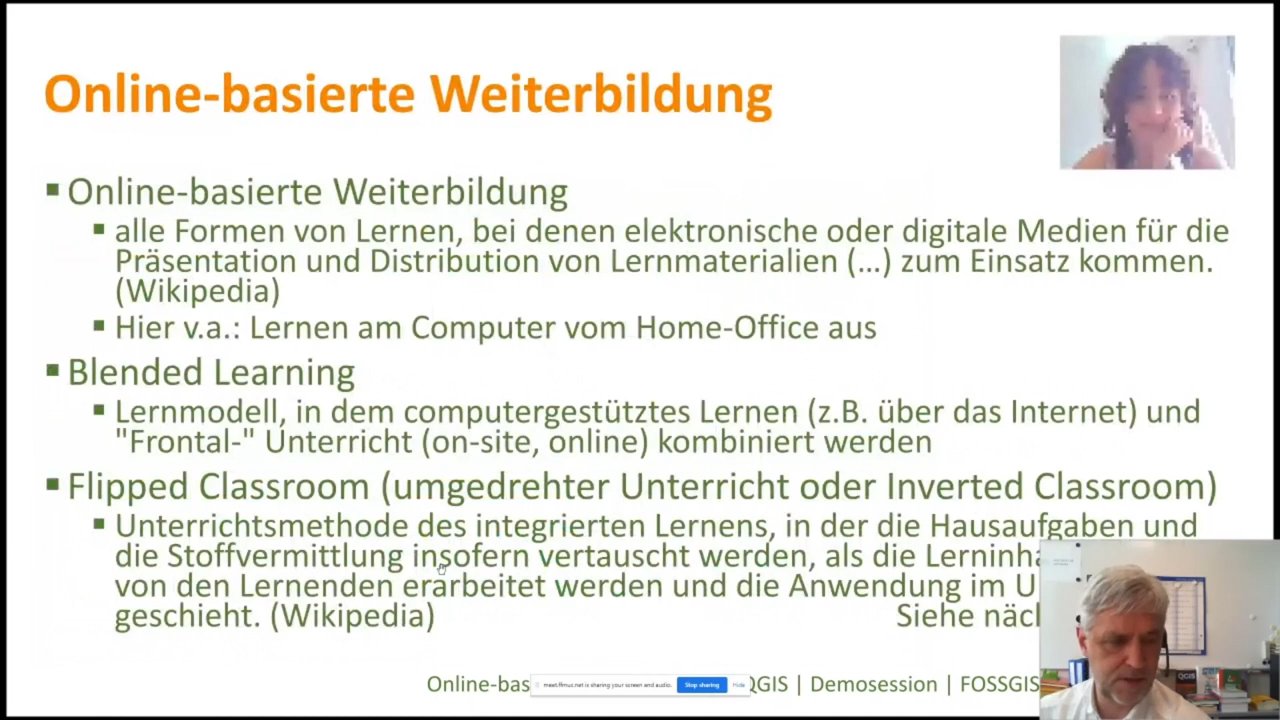 Online-basierte Weiterbildung
Online-basierte Weiterbildung
alle Formen von Lernen, bei denen elektronische oder digitale Medien für die
Präsentation und Distribution von Lernmaterialien (...) zum Einsatz kommen.
(Wikipedia)
Hier v.a.: Lernen am Computer vom Home-Office aus
Blended Learning
Lernmodell, in dem computergestütztes Lernen (z.B. über das Internet) und
"Frontal-" Unterricht (on-site, online) kombiniert werden
Flipped Classroom (umgedrehter Unterricht oder Inverted Classroom)
Unterrichtsmethode des integrierten Lernens, in der die Hausaufgaben und
die Stoffvermittlung insofern vertauscht werden, als die Lerninha
von den Lernenden erarbeitet werden und die Anwendung im U
geschieht. (Wikipedia) Siehe näch
QGIS
Online-bas QGIS | Demosession | FOSSGIS
meet.ffmuc.net is sharing your screen and audio. Stop sharing Hide